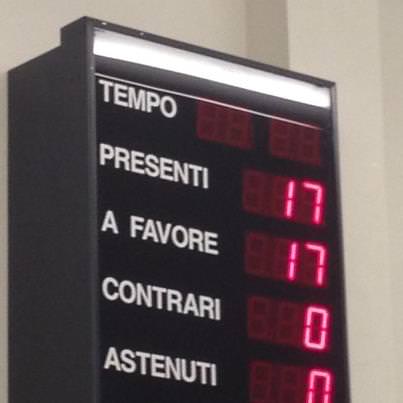 TEMPO
PRESENTI 17
A FAVORE 17
CONTRARI 0
ASTENUTI 0